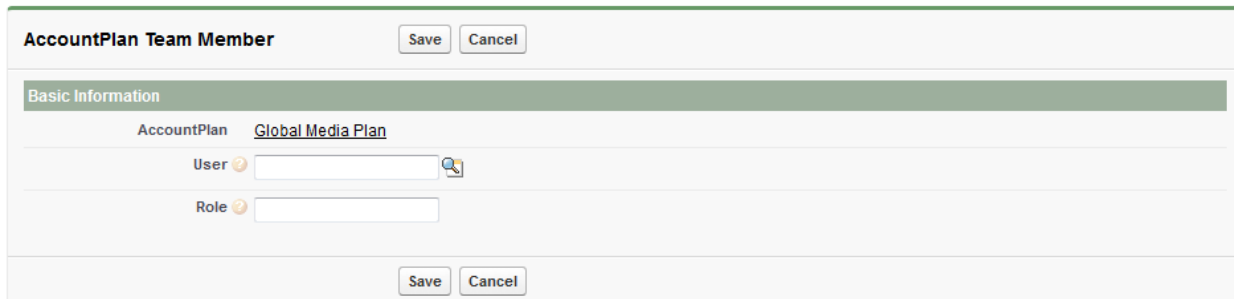 AccountPlan Team Member Save Cancel
Basic Information
AccountPlan Global Media Plan
User ?
Role ?
Save Cancel